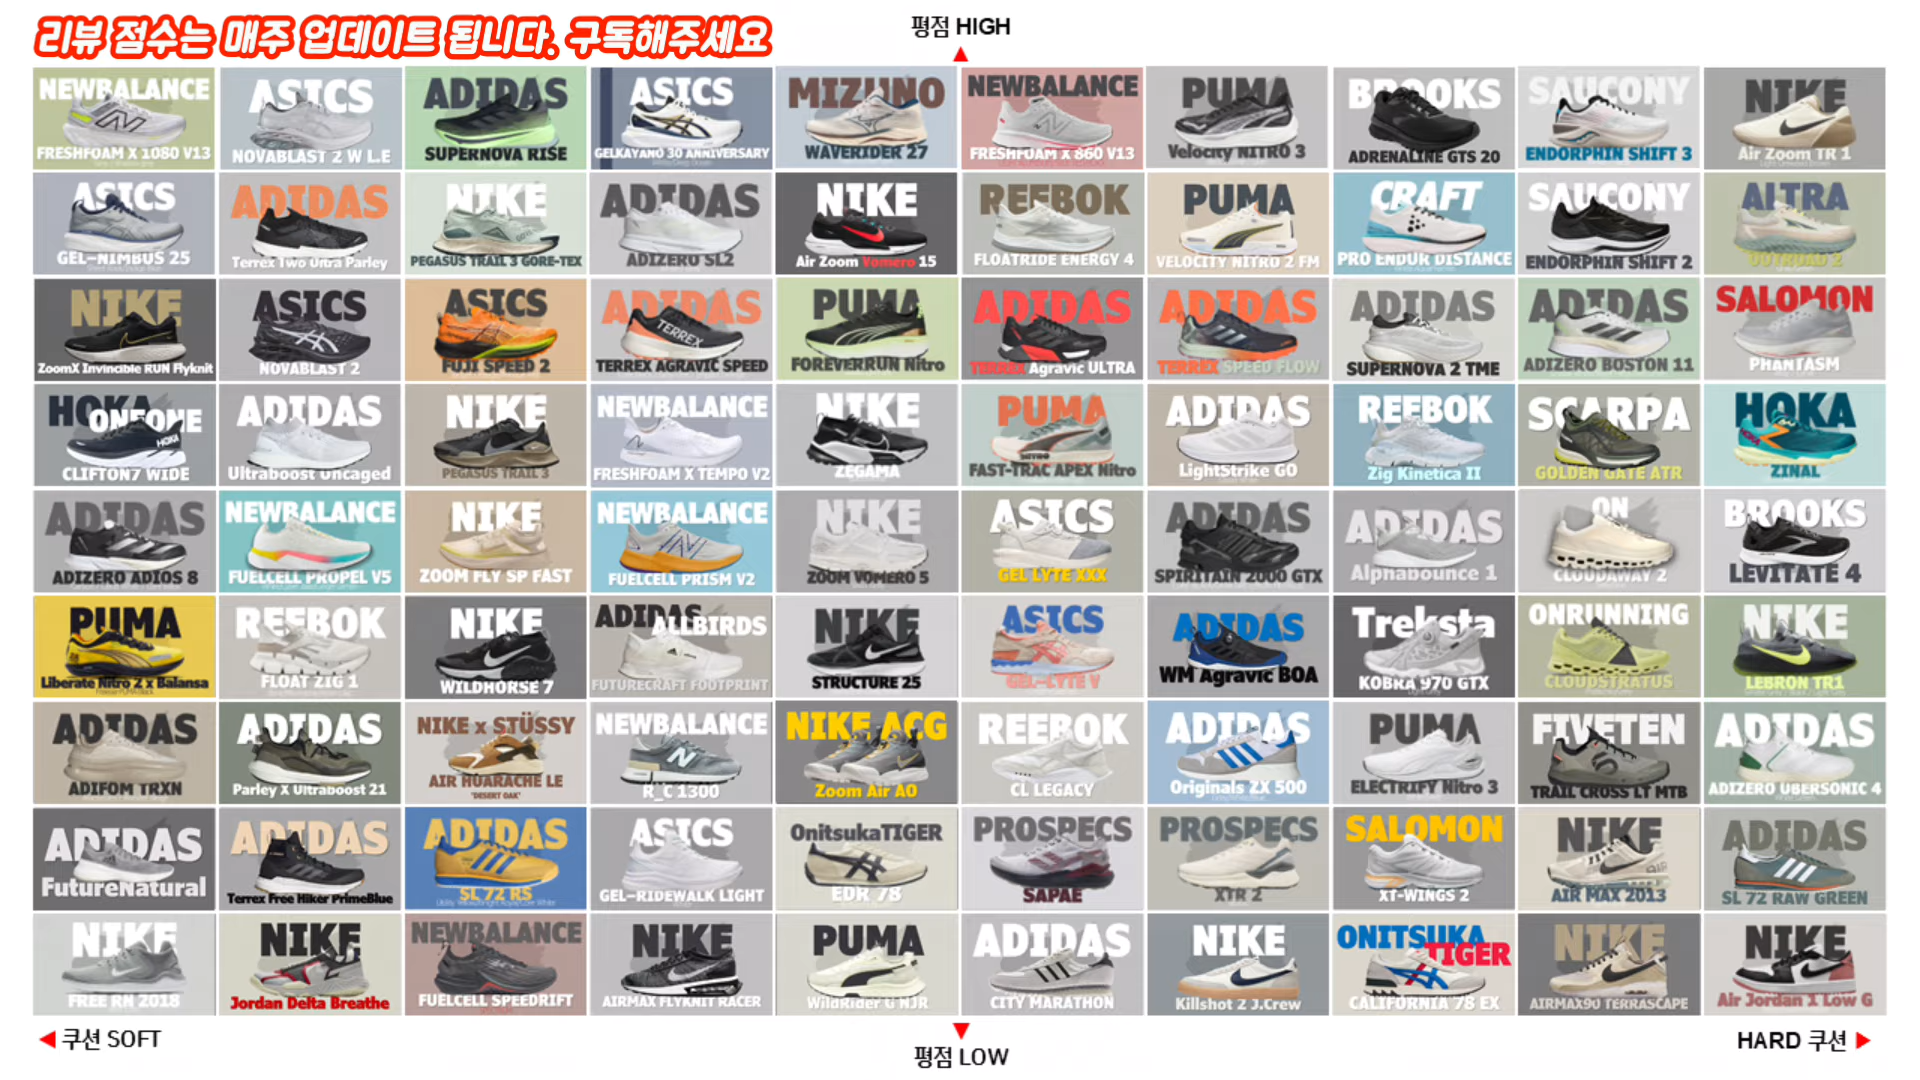 리뷰 점수는 매주 업데이트 됩니다. 구독해주세요
평점 HIGH
NEWBALANCE
FRESHFOAM X 1080 V13
ASICS
NOVABLAST 2 W L.E
ADIDAS
SUPERNOVA RISE
ASICS
GELKAYANO 30 ANNIVERSARY
MIZUNO
WAVERIDER 27
NEWBALANCE
FRESHFOAM X 860 V13
PUMA
Velocity NITRO 3
BROOKS
ADRENALINE GTS 20
SAUCONY
ENDORPHIN SHIFT 3
NIKE
Air Zoom TR 1
ASICS
GEL-NIMBUS 25
ADIDAS
Terrex Two Ultra Parley
NIKE
PEGASUS TRAIL 3 GORE-TEX
ADIDAS
ADIZERO SL2
NIKE
Air Zoom Vomero 15
REEBOK
FLOATRIDE ENERGY 4
PUMA
VELOCITY NITRO 2 FM
CRAFT
PRO ENDUR DISTANCE
SAUCONY
ENDORPHIN SHIFT 2
ALTRA
OUTROAD 2
NIKE
ZoomX Invincible RUN Flyknit
ASICS
NOVABLAST 2
ASICS
FUJI SPEED 2
ADIDAS
TERREX
TERREX AGRAVIC SPEED
PUMA
FOREVERRUN Nitro
ADIDAS
TERREX Agravic ULTRA
ADIDAS
TERREX SPEED FLOW
ADIDAS
SUPERNOVA 2 TME
ADIDAS
ADIZERO BOSTON 11
SALOMON
PHANTASM
HOKA
ONEONE
HOKA
CLIFTON7 WIDE
ADIDAS
Ultraboost Uncaged
NIKE
PEGASUS TRAIL 3
NEWBALANCE
FRESHFOAM X TEMPO V2
NIKE
ZEGAMA
PUMA
FAST-TRAC APEX Nitro
ADIDAS
LightStrike GO
REEBOK
Zig Kinetica II
SCARPA
GOLDEN GATE ATR
HOKA
ZINAL
ADIDAS
ADIZERO ADIOS 8
NEWBALANCE
FUELCELL PROPEL V5
NIKE
ZOOM FLY SP FAST
NEWBALANCE
FUELCELL PRISM V2
NIKE
ZOOM VOMERO 5
ASICS
GEL LYTE XXX
ADIDAS
SPIRITAIN 2000 GTX
ADIDAS
Alphabounce 1
ON
CLOUDAWAY 2
BROOKS
LEVITATE 4
PUMA
Liberate Nitro 2 x Balansa
REEBOK
FLOAT ZIG 1
NIKE
WILDHORSE 7
ADIDAS
ALLBIRDS
FUTURECRAFT FOOTPRINT
NIKE
STRUCTURE 25
ASICS
GEL-LYTE V
ADIDAS
WM Agravic BOA
Treksta
KOBRA 970 GTX
ONRUNNING
CLOUDSTRATUS
NIKE
LEBRON TR1
ADIDAS
ADIFOM TRXN
ADIDAS
Parley X Ultraboost 21
NIKE x STÜSSY
AIR HUARACHE LE
"DESERT OAK"
NEWBALANCE
R_C 1300
NIKE ACG
Zoom Air AO
REEBOK
CL LEGACY
ADIDAS
Originals ZX 500
PUMA
ELECTRIFY Nitro 3
FIVETEN
TRAIL CROSS LT MTB
ADIDAS
ADIZERO UBERSONIC 4
ADIDAS
FutureNatural
ADIDAS
Terrex Free Hiker PrimeBlue
ADIDAS
SL 72 RS
ASICS
GEL-RIDEWALK LIGHT
OnitsukaTIGER
EDR 78
PROSPECS
SAPAE
PROSPECS
XTR 2
SALOMON
XT-WINGS 2
NIKE
AIR MAX 2013
ADIDAS
SL 72 RAW GREEN
NIKE
FREE RN 2018
NIKE
Jordan Delta Breathe
NEWBALANCE
FUELCELL SPEEDRIFT
NIKE
AIRMAX FLYKNIT RACER
PUMA
WildRider G NJR
ADIDAS
CITY MARATHON
NIKE
Killshot 2 J.Crew
ONITSUKA
TIGER
CALIFORNIA 78 EX
NIKE
AIRMAX90 TERRASCAPE
NIKE
Air Jordan 1 Low G
쿠션 SOFT
평점 LOW
HARD 쿠션